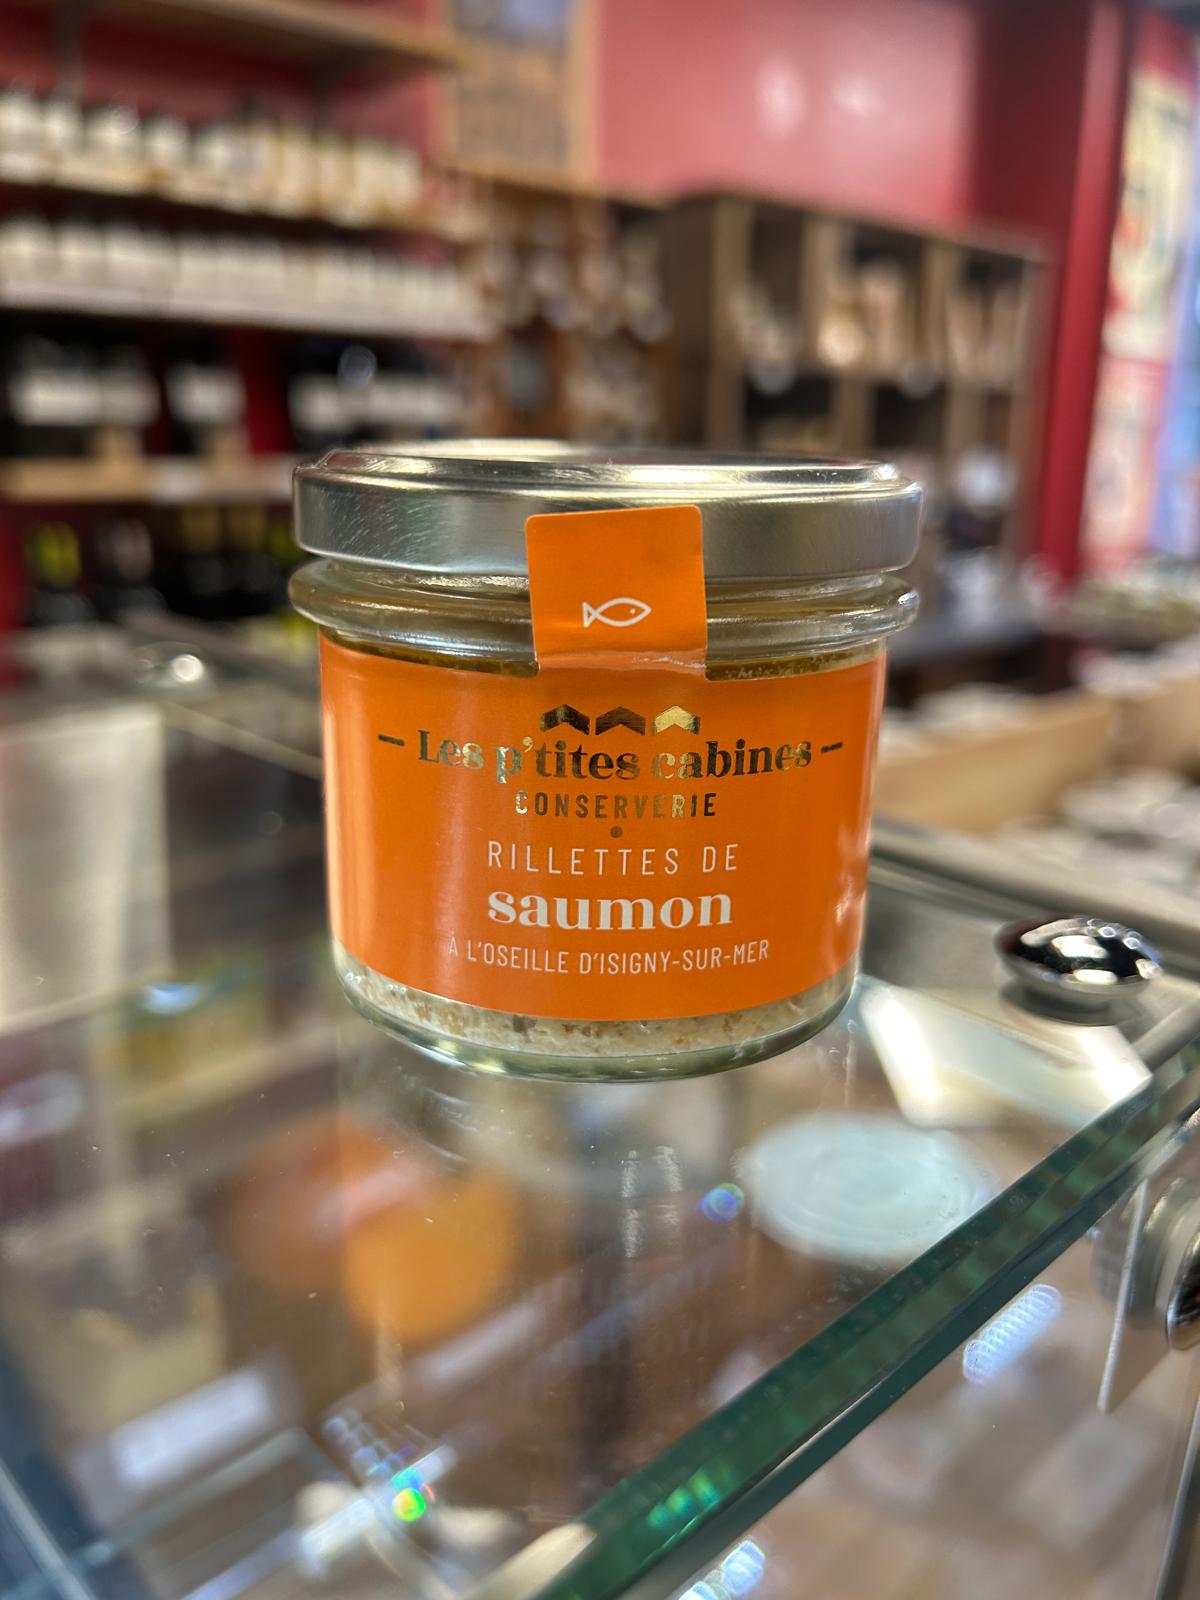 Les p'tites cabines
CONSERVERIE
RILLETTES DE
saumon
À L'OSEILLE D'ISIGNY-SUR-MER